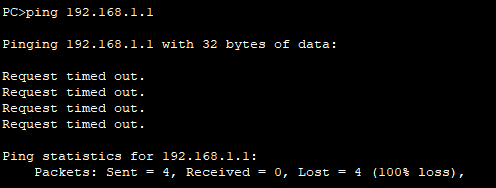 PC>ping 192.168.1.1
Pinging 192.168.1.1 with 32 bytes of data:
Request timed out.
Request timed out.
Request timed out.
Request timed out.
Ping statistics for 192.168.1.1:
    Packets: Sent = 4, Received = 0, Lost = 4 (100% loss),